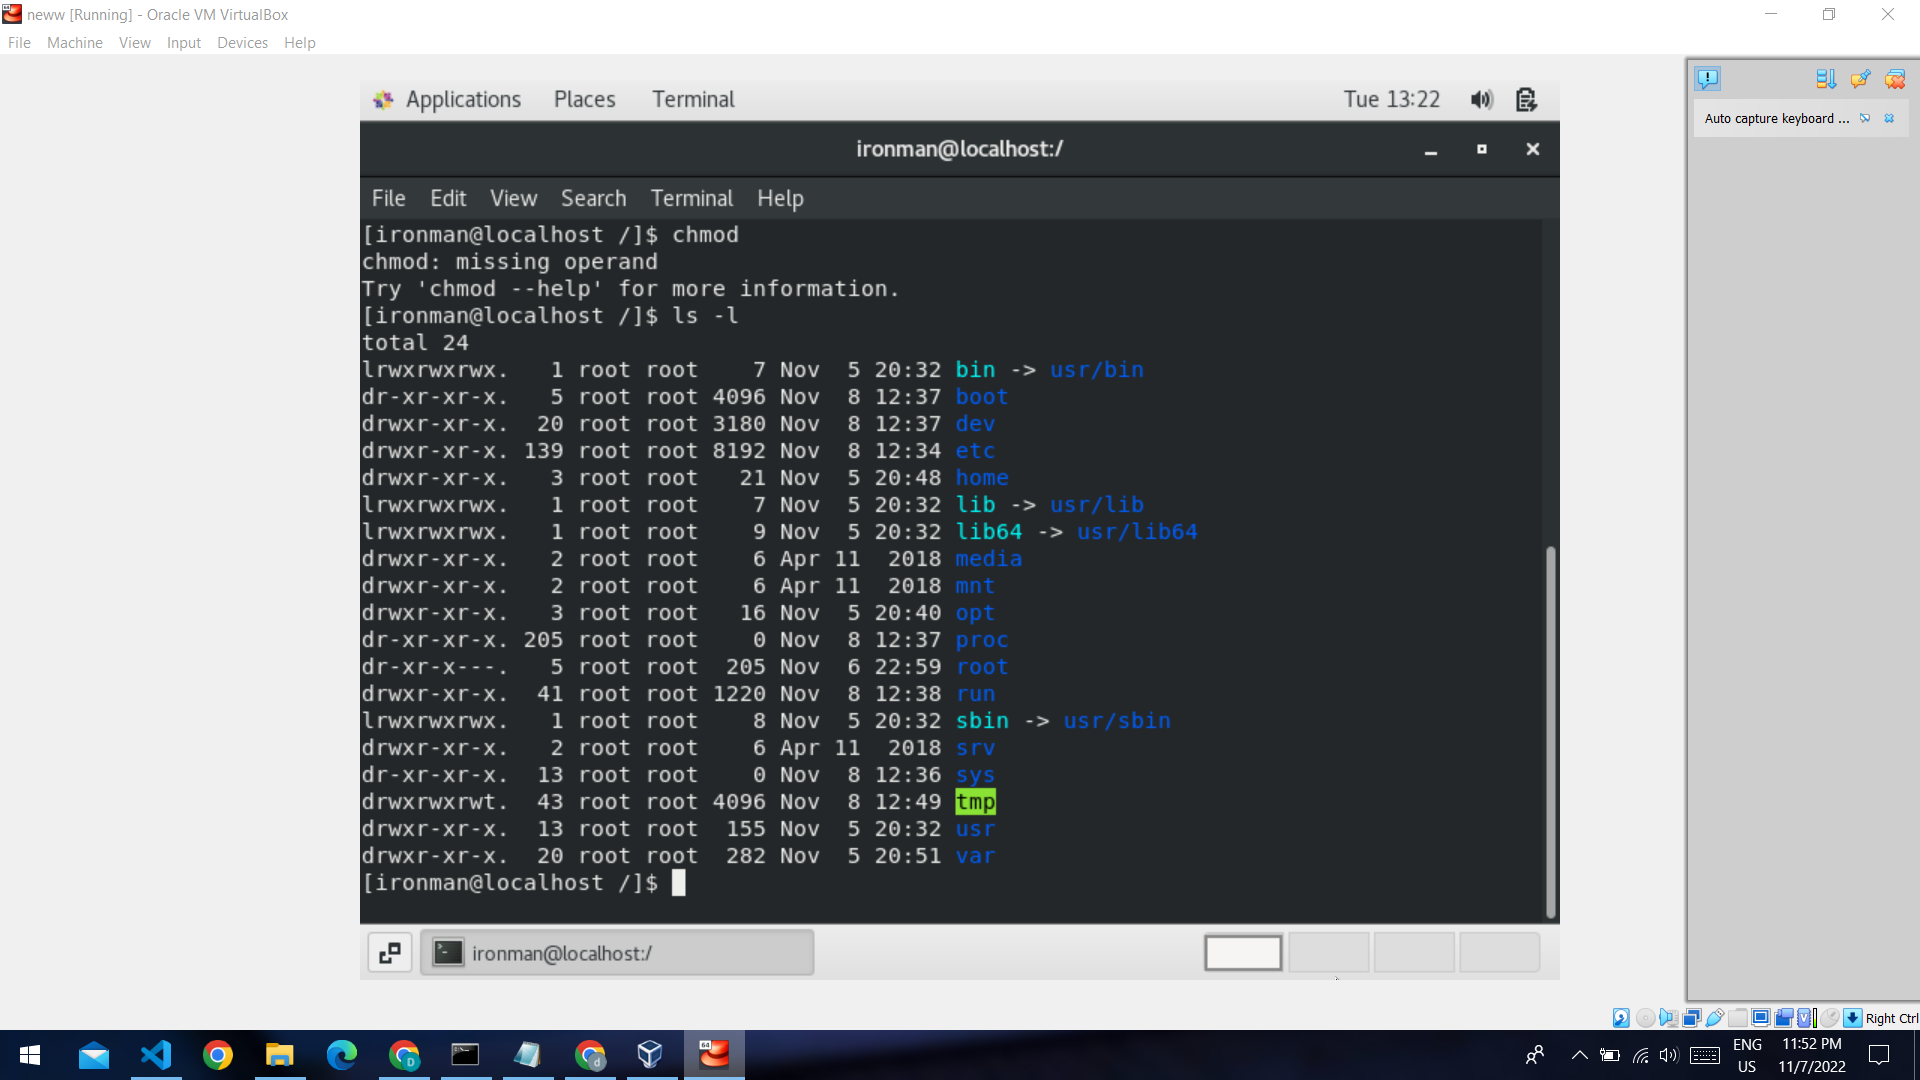 neww [Running] - Oracle VM VirtualBox
File Machine View Input Devices Help
Applications Places Terminal Tue 13:22
Auto capture keyboard ...
ironman@localhost:/
File Edit View Search Terminal Help
[ironman@localhost /]$ chmod
chmod: missing operand
Try 'chmod --help' for more information.
[ironman@localhost /]$ ls -l
total 24
lrwxrwxrwx.   1 root root    7 Nov  5 20:32 bin -> usr/bin
dr-xr-xr-x.   5 root root 4096 Nov  8 12:37 boot
drwxr-xr-x.  20 root root 3180 Nov  8 12:37 dev
drwxr-xr-x. 139 root root 8192 Nov  8 12:34 etc
drwxr-xr-x.   3 root root   21 Nov  5 20:48 home
lrwxrwxrwx.   1 root root    7 Nov  5 20:32 lib -> usr/lib
lrwxrwxrwx.   1 root root    9 Nov  5 20:32 lib64 -> usr/lib64
drwxr-xr-x.   2 root root    6 Apr 11  2018 media
drwxr-xr-x.   2 root root    6 Apr 11  2018 mnt
drwxr-xr-x.   3 root root   16 Nov  5 20:40 opt
dr-xr-xr-x. 205 root root    0 Nov  8 12:37 proc
dr-xr-x---.   5 root root  205 Nov  6 22:59 root
drwxr-xr-x.  41 root root 1220 Nov  8 12:38 run
lrwxrwxrwx.   1 root root    8 Nov  5 20:32 sbin -> usr/sbin
drwxr-xr-x.   2 root root    6 Apr 11  2018 srv
dr-xr-xr-x.  13 root root    0 Nov  8 12:36 sys
drwxrwxrwt.  43 root root 4096 Nov  8 12:49 tmp
drwxr-xr-x.  13 root root  155 Nov  5 20:32 usr
drwxr-xr-x.  20 root root  282 Nov  5 20:51 var
[ironman@localhost /]$
ironman@localhost:/
Right Ctrl
ENG
US
11:52 PM
11/7/2022